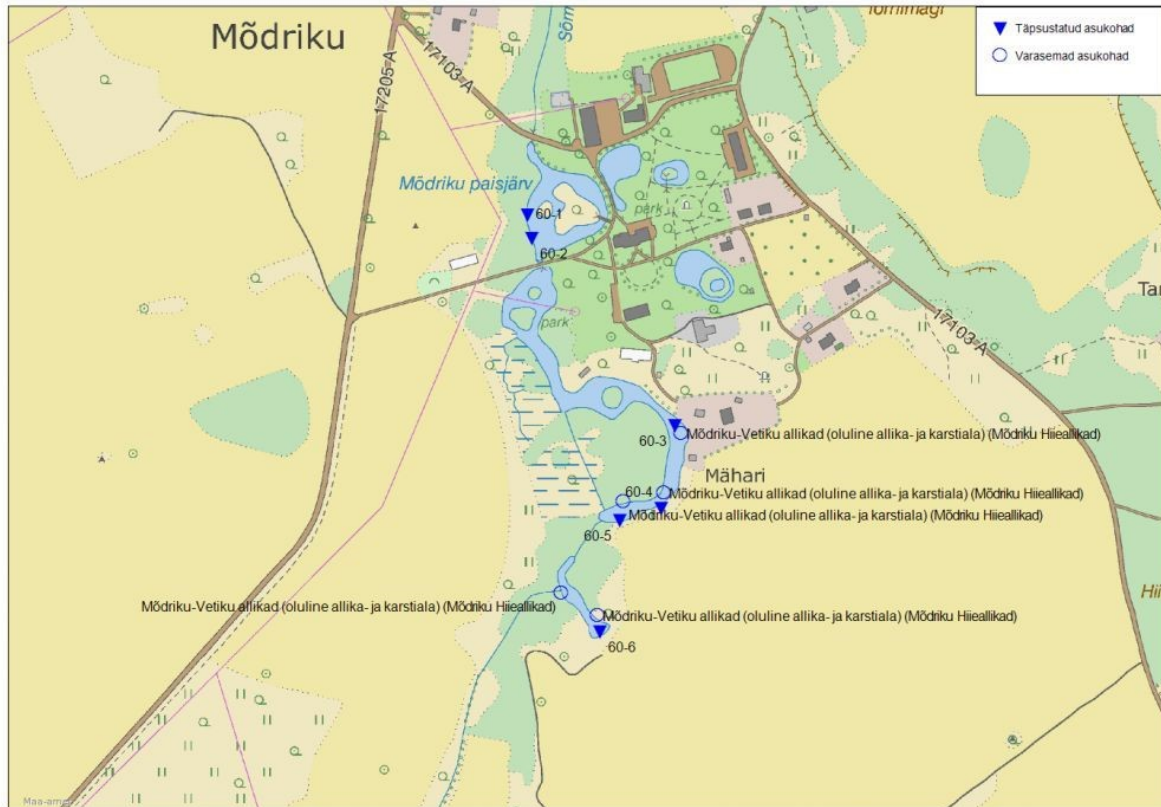 Mõdriku
17205 A
17103 A
Täpsustatud asukohad
Varasemad asukohad
Mõdriku paisjärv
60-1
60-2
park
park
17103 A
60-3
Mõdriku-Vetiku allikad (oluline allika- ja karstiala) (Mõdriku Hiieallikad)
Mähari
60-4
Mõdriku-Vetiku allikad (oluline allika- ja karstiala) (Mõdriku Hiieallikad)
Mõdriku-Vetiku allikad (oluline allika- ja karstiala) (Mõdriku Hiieallikad)
60-5
Mõdriku-Vetiku allikad (oluline allika- ja karstiala) (Mõdriku Hiieallikad)
Mõdriku-Vetiku allikad (oluline allika- ja karstiala) (Mõdriku Hiieallikad)
60-6